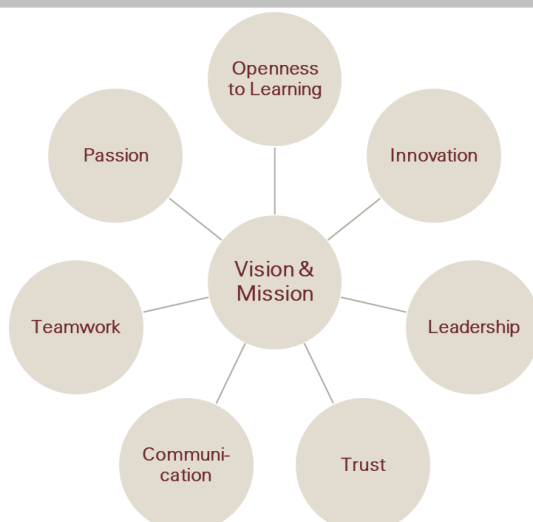 Openness
to Learning
Innovation
Leadership
Trust
Communi-
cation
Teamwork
Passion
Vision &
Mission